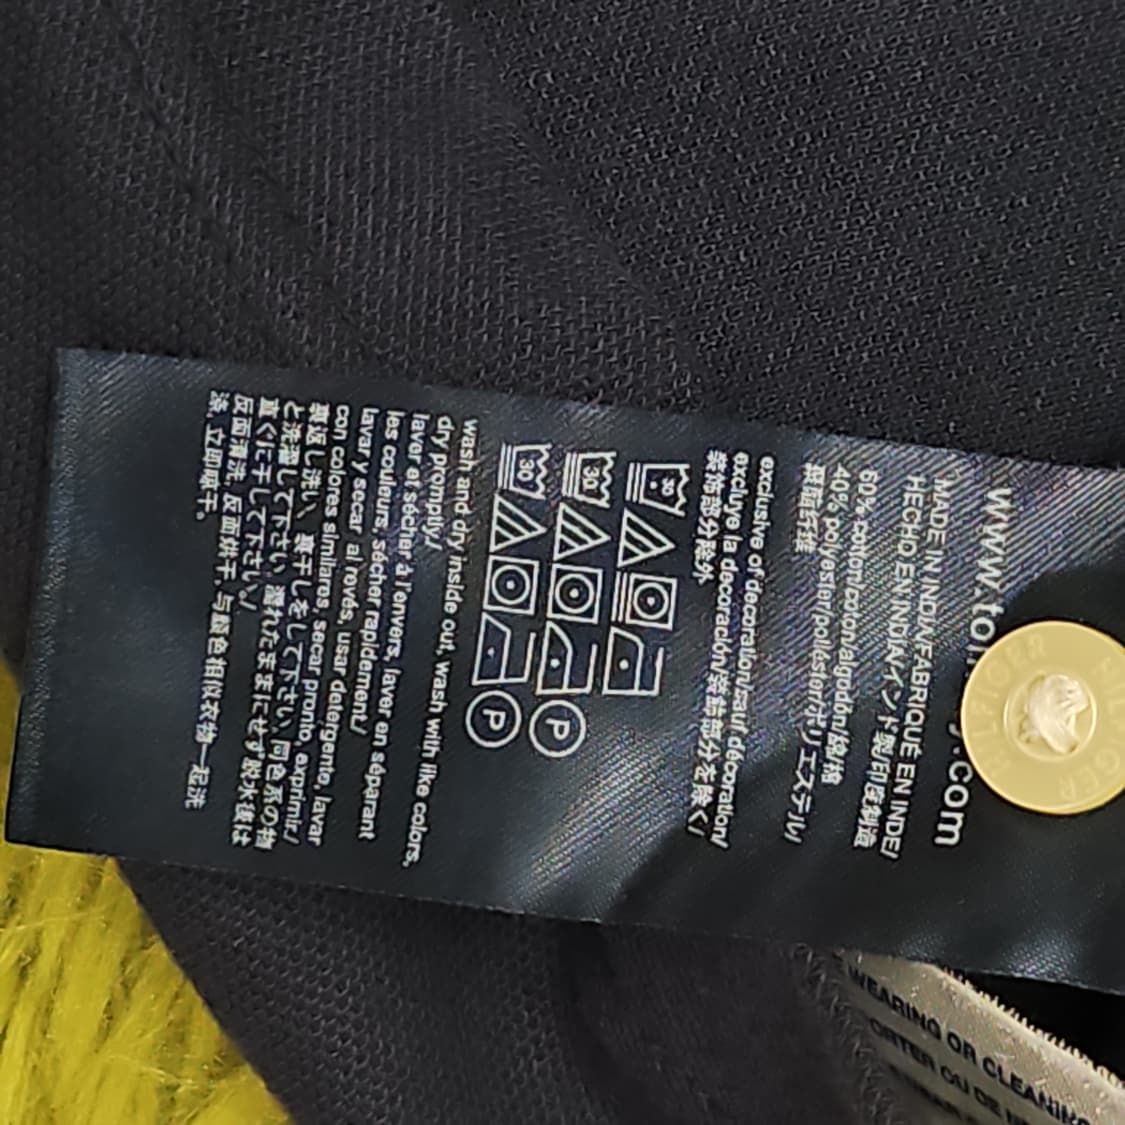 www.to
.com
MADE IN INDIA/FABRIQUÉ EN INDE/
HECHO EN INDIA/インド製/印度制造
60% cotton/coton/algodón/綿/棉
40% polyester/poliéster/ポリエステル/
聚酯纤维
exclusive of decoration/sauf décoration/
excluye la decoración/装飾部分を除く/
装饰部分除外
30
30
30
P
P
wash and dry inside out, wash with like colors,
dry promptly/
laver et sécher à l'envers, laver en séparant
les couleurs, sécher rapidement/
lavar y secar al revés, usar detergente, lavar
con colores similares, secar pronto, exprimir/
裏返し洗い、裏干しをして下さい、同色系の物
と洗濯して下さい、濡れたままにせず脱水後は
直ぐに干して下さい/
反面清洗, 反面烘干, 与颜色相似衣物一起洗
涤, 立即晾干。
HILFIGER
WEARING OR CLEANING